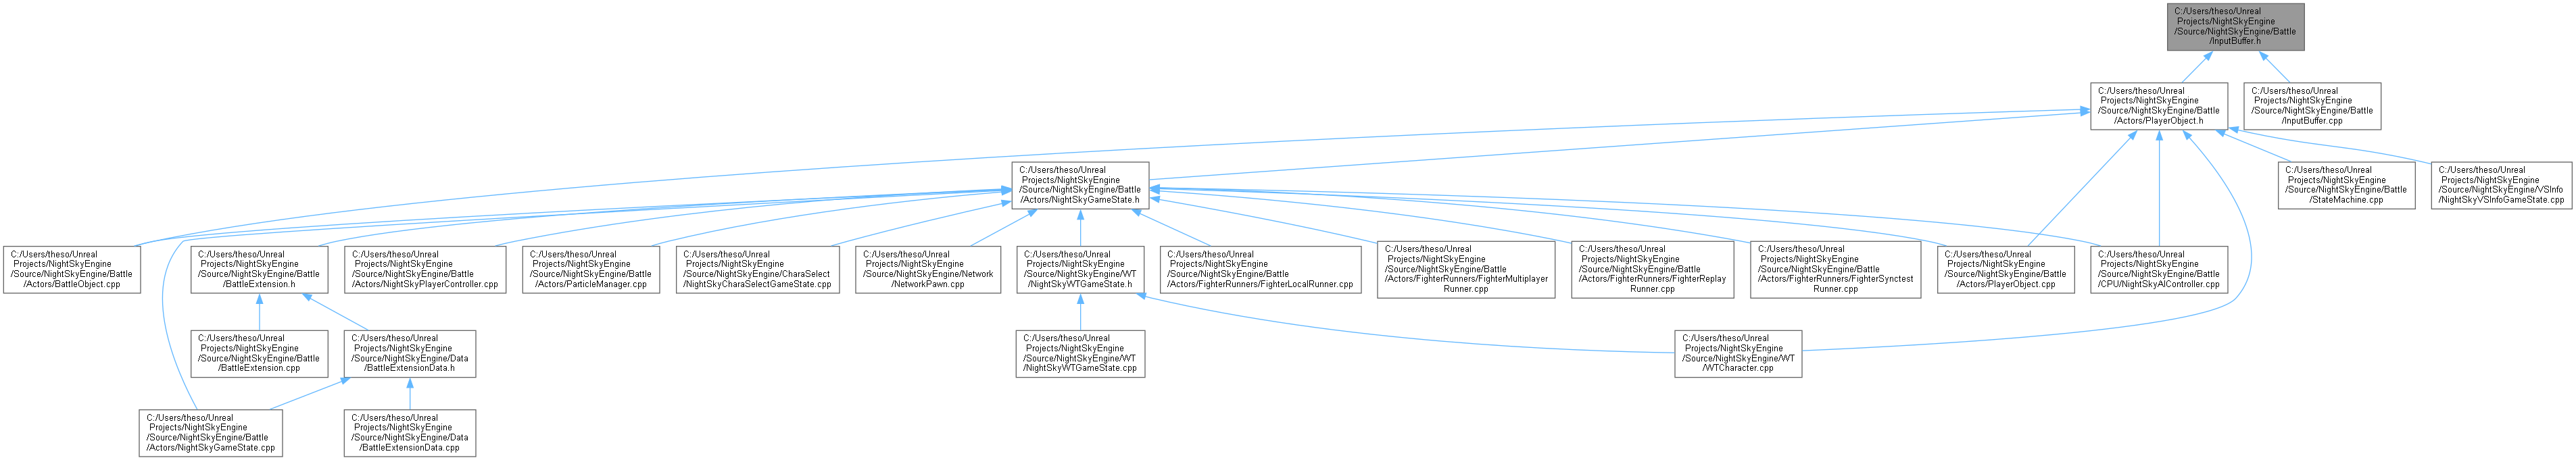 C:/Users/theso/Unreal
Projects/NightSkyEngine
/Source/NightSkyEngine/Battle
/InputBuffer.h
C:/Users/theso/Unreal
Projects/NightSkyEngine
/Source/NightSkyEngine/Battle
/Actors/PlayerObject.h
C:/Users/theso/Unreal
Projects/NightSkyEngine
/Source/NightSkyEngine/Battle
/InputBuffer.cpp
C:/Users/theso/Unreal
Projects/NightSkyEngine
/Source/NightSkyEngine/Battle
/Actors/NightSkyGameState.h
C:/Users/theso/Unreal
Projects/NightSkyEngine
/Source/NightSkyEngine/Battle
/StateMachine.cpp
C:/Users/theso/Unreal
Projects/NightSkyEngine
/Source/NightSkyEngine/VSInfo
/NightSkyVSInfoGameState.cpp
C:/Users/theso/Unreal
Projects/NightSkyEngine
/Source/NightSkyEngine/Battle
/Actors/BattleObject.cpp
C:/Users/theso/Unreal
Projects/NightSkyEngine
/Source/NightSkyEngine/Battle
/BattleExtension.h
C:/Users/theso/Unreal
Projects/NightSkyEngine
/Source/NightSkyEngine/Battle
/Actors/NightSkyPlayerController.cpp
C:/Users/theso/Unreal
Projects/NightSkyEngine
/Source/NightSkyEngine/Battle
/Actors/ParticleManager.cpp
C:/Users/theso/Unreal
Projects/NightSkyEngine
/Source/NightSkyEngine/CharaSelect
/NightSkyCharaSelectGameState.cpp
C:/Users/theso/Unreal
Projects/NightSkyEngine
/Source/NightSkyEngine/Network
/NetworkPawn.cpp
C:/Users/theso/Unreal
Projects/NightSkyEngine
/Source/NightSkyEngine/WT
/NightSkyWTGameState.h
C:/Users/theso/Unreal
Projects/NightSkyEngine
/Source/NightSkyEngine/Battle
/Actors/FighterRunners/FighterLocalRunner.cpp
C:/Users/theso/Unreal
Projects/NightSkyEngine
/Source/NightSkyEngine/Battle
/Actors/FighterRunners/FighterMultiplayer
Runner.cpp
C:/Users/theso/Unreal
Projects/NightSkyEngine
/Source/NightSkyEngine/Battle
/Actors/FighterRunners/FighterReplay
Runner.cpp
C:/Users/theso/Unreal
Projects/NightSkyEngine
/Source/NightSkyEngine/Battle
/Actors/FighterRunners/FighterSynctest
Runner.cpp
C:/Users/theso/Unreal
Projects/NightSkyEngine
/Source/NightSkyEngine/Battle
/Actors/PlayerObject.cpp
C:/Users/theso/Unreal
Projects/NightSkyEngine
/Source/NightSkyEngine/Battle
/CPU/NightSkyAIController.cpp
C:/Users/theso/Unreal
Projects/NightSkyEngine
/Source/NightSkyEngine/Battle
/BattleExtension.cpp
C:/Users/theso/Unreal
Projects/NightSkyEngine
/Source/NightSkyEngine/Data
/BattleExtensionData.h
C:/Users/theso/Unreal
Projects/NightSkyEngine
/Source/NightSkyEngine/WT
/NightSkyWTGameState.cpp
C:/Users/theso/Unreal
Projects/NightSkyEngine
/Source/NightSkyEngine/WT
/WTCharacter.cpp
C:/Users/theso/Unreal
Projects/NightSkyEngine
/Source/NightSkyEngine/Battle
/Actors/NightSkyGameState.cpp
C:/Users/theso/Unreal
Projects/NightSkyEngine
/Source/NightSkyEngine/Data
/BattleExtensionData.cpp